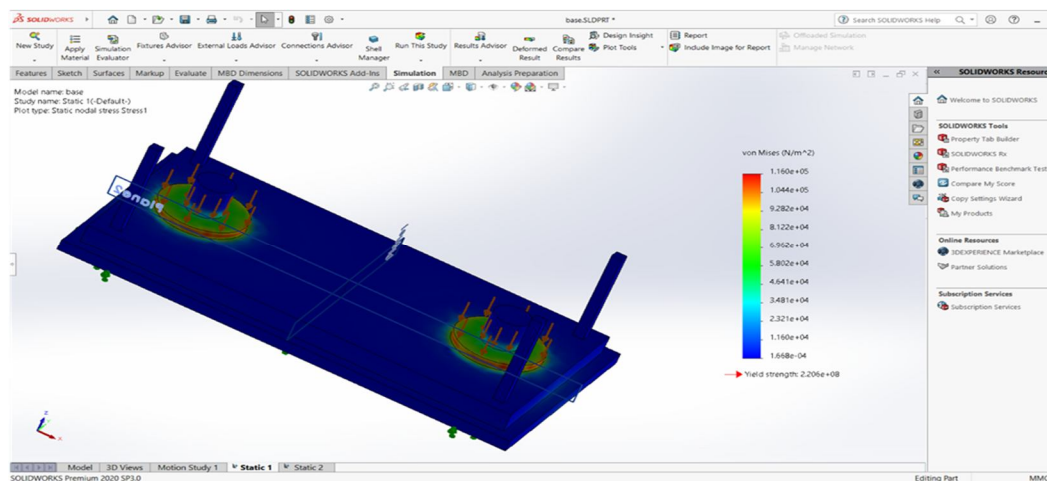 SOLIDWORKS
base.SLDPRT *
Search SOLIDWORKS Help
New Study
Apply Material
Simulation Evaluator
Fixtures Advisor
External Loads Advisor
Connections Advisor
Shell Manager
Run This Study
Results Advisor
Deformed Result
Compare Results
Design Insight
Plot Tools
Report
Include Image for Report
Offloaded Simulation
Manage Network
Features Sketch Surfaces Markup Evaluate MBD Dimensions SOLIDWORKS Add-Ins Simulation MBD Analysis Preparation
SOLIDWORKS Resourc
Model name: base
Study name: Static 1(-Default-)
Plot type: Static nodal stress Stress1
Plane2
von Mises (N/m^2)
1.160e+05
1.044e+05
9.282e+04
8.122e+04
6.962e+04
5.802e+04
4.641e+04
3.481e+04
2.321e+04
1.160e+04
1.668e-04
Yield strength: 2.206e+08
z
x
Welcome to SOLIDWORKS
SOLIDWORKS Tools
Property Tab Builder
SOLIDWORKS Rx
Performance Benchmark Test
Compare My Score
Copy Settings Wizard
My Products
Online Resources
3DEXPERIENCE Marketplace
Partner Solutions
Subscription Services
Subscription Services
Model 3D Views Motion Study 1 Static 1 Static 2
SOLIDWORKS Premium 2020 SP3.0
Editing Part
MMG